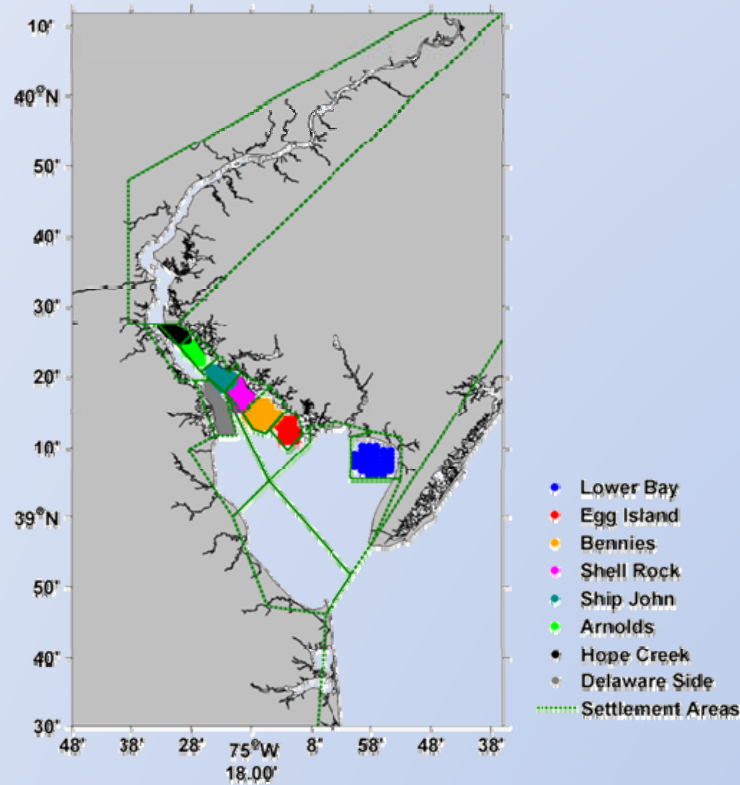 10'
40°N
50'
40'
30'
20'
10'
39°N
50'
40'
30'
48' 38' 28' 75°W 8' 58' 48' 38'
18.00'
Lower Bay
Egg Island
Bennies
Shell Rock
Ship John
Arnolds
Hope Creek
Delaware Side
Settlement Areas